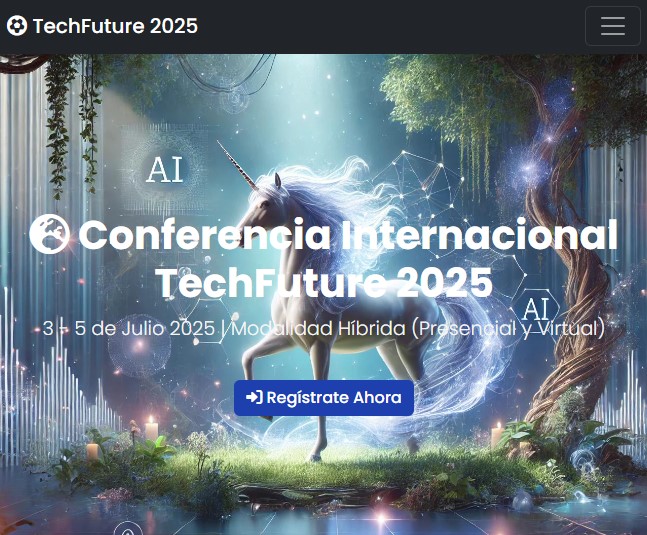 TechFuture 2025
AI
Conferencia Internacional
TechFuture 2025
AI
3 - 5 de Julio 2025 | Modalidad Híbrida (Presencial y Virtual)
Regístrate Ahora